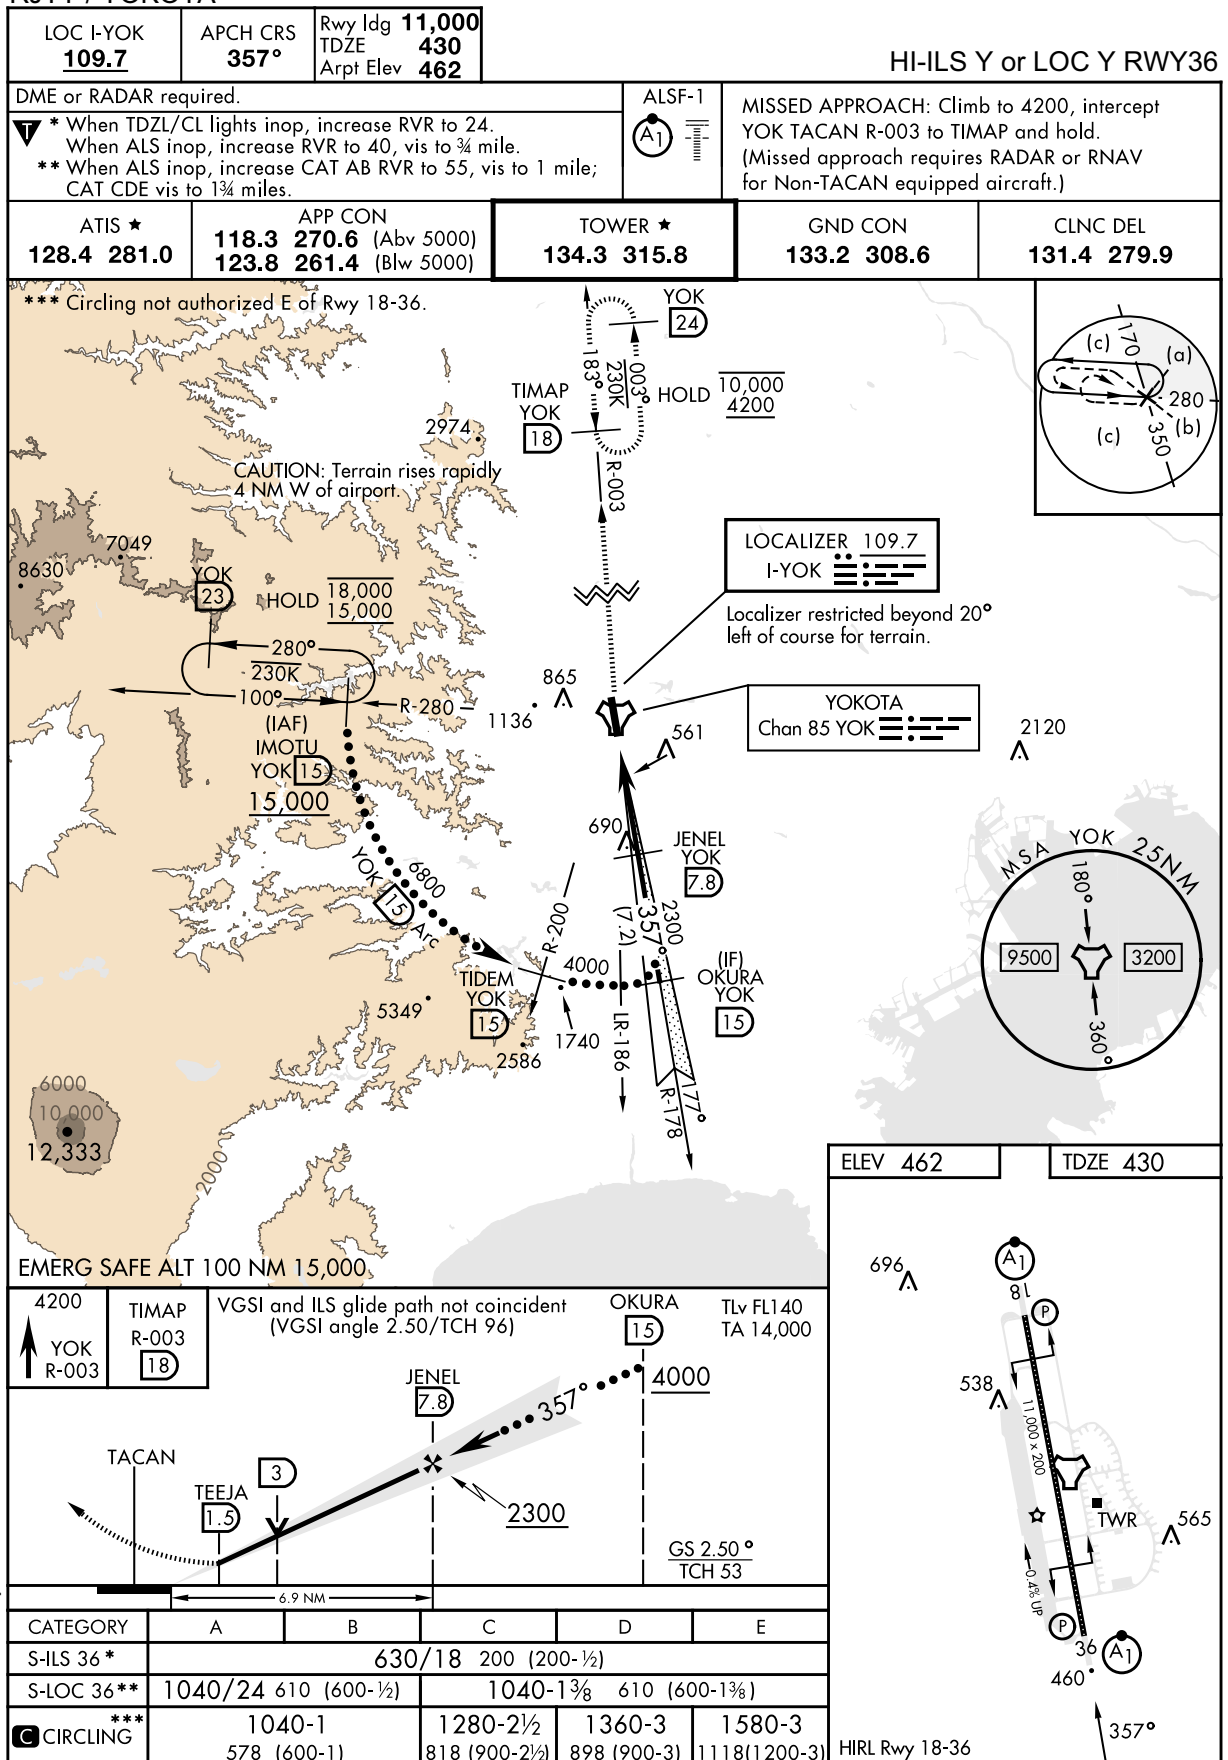 HI-ILS Y or LOC Y RWY36
LOC I-YOK
109.7
APCH CRS
357°
Rwy ldg 11,000
TDZE 430
Arpt Elev 462
DME or RADAR required.
T * When TDZL/CL lights inop, increase RVR to 24.
When ALS inop, increase RVR to 40, vis to ¾ mile.
** When ALS inop, increase CAT AB RVR to 55, vis to 1 mile;
CAT CDE vis to 1¾ miles.
ALSF-1
A1
MISSED APPROACH: Climb to 4200, intercept
YOK TACAN R-003 to TIMAP and hold.
(Missed approach requires RADAR or RNAV
for Non-TACAN equipped aircraft.)
ATIS ★
128.4 281.0
APP CON
118.3 270.6 (Abv 5000)
123.8 261.4 (Blw 5000)
TOWER ★
134.3 315.8
GND CON
133.2 308.6
CLNC DEL
131.4 279.9
*** Circling not authorized E of Rwy 18-36.
YOK
24
183°
230K
003°
HOLD
10,000
4200
TIMAP
YOK
18
R-003
170
(c)
(a)
280
(b)
(c)
350
2974
CAUTION: Terrain rises rapidly
4 NM W of airport.
7049
8630
YOK
23
HOLD
18,000
15,000
280°
230K
100°
R-280
(IAF)
IMOTU
YOK 15
15,000
LOCALIZER 109.7
I-YOK
Localizer restricted beyond 20°
left of course for terrain.
865
1136
YOKOTA
Chan 85 YOK
561
2120
690
JENEL
YOK
7.8
YOK 15 Arc
6800
R-200
(7.2)
357°
2300
4000
(IF)
OKURA
YOK
15
TIDEM
YOK
15
5349
1740
2586
LR-186
R-178
177°
MSA YOK 25NM
180°
9500
3200
360°
6000
10,000
12,333
2000
EMERG SAFE ALT 100 NM 15,000
ELEV 462
TDZE 430
4200
YOK
R-003
TIMAP
R-003
18
VGSI and ILS glide path not coincident
(VGSI angle 2.50/TCH 96)
OKURA
15
TLv FL140
TA 14,000
JENEL
7.8
357°
4000
TACAN
TEEJA
1.5
3
2300
GS 2.50°
TCH 53
6.9 NM
696
A1
18
P
538
11,000 x 200
TWR
565
0.4% UP
P
36
A1
460
357°
HIRL Rwy 18-36
CATEGORY A B C D E
S-ILS 36* 630/18 200 (200-½)
S-LOC 36** 1040/24 610 (600-½) 1040-1⅜ 610 (600-1⅜)
C CIRCLING*** 1040-1 1280-2½ 1360-3 1580-3
578 (600-1) 818 (900-2½) 898 (900-3) 1118(1200-3)